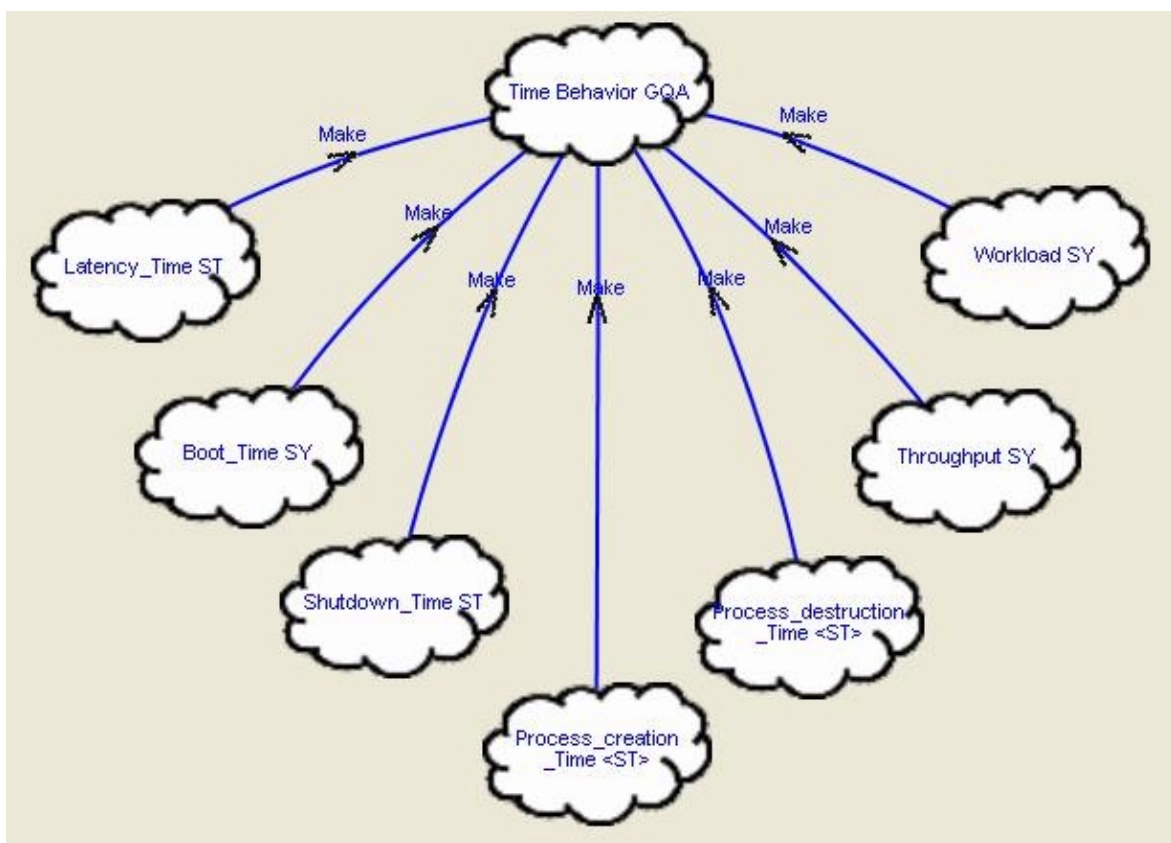 Time Behavior GQA
Make
Make
Latency_Time ST
Make
Make
Workload SY
Make
Make
Make
Boot_Time SY
Throughput SY
Shutdown_Time ST
Process_destruction
_Time <ST>
Process_creation
_Time <ST>